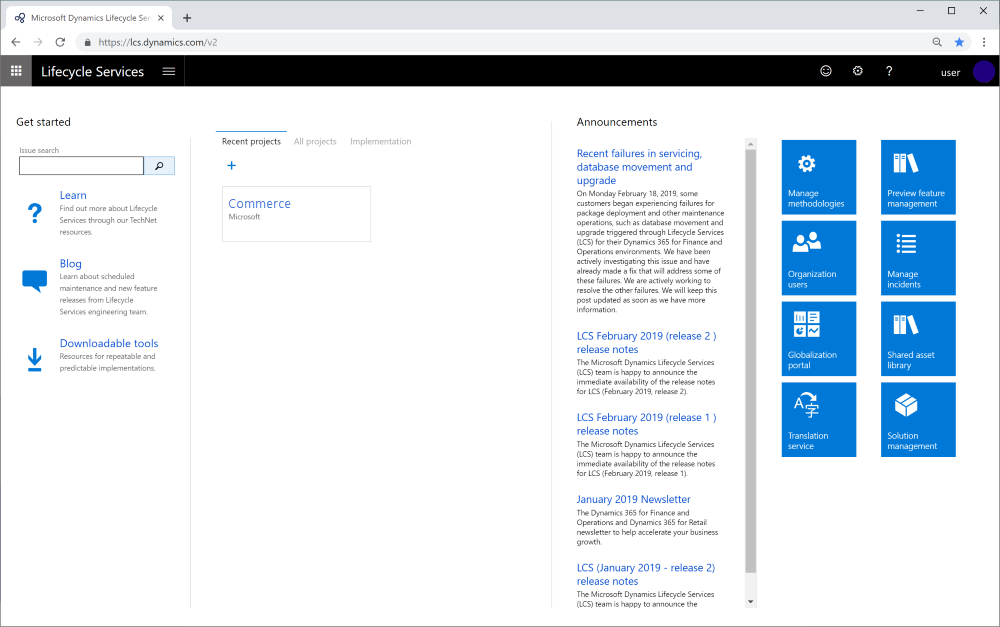 Microsoft Dynamics Lifecycle Ser
https://lcs.dynamics.com/v2
Lifecycle Services
?
user
Get started
Issue search
Learn
Find out more about Lifecycle
Services through our TechNet
resources.
Blog
Learn about scheduled
maintenance and new feature
releases from Lifecycle
Services engineering team.
Downloadable tools
Resources for repeatable and
predictable implementations.
Recent projects
All projects
Implementation
+
Commerce
Microsoft
Announcements
Recent failures in servicing,
database movement and
upgrade
On Monday February 18, 2019, some
customers began experiencing failures for
package deployment and other maintenance
operations, such as database movement and
upgrade triggered through Lifecycle Services
(LCS) for their Dynamics 365 for Finance and
Operations environments. We have been
actively investigating this issue and have
already made a fix that will address some of
these failures. We are actively working to
resolve the other failures. We will keep this
post updated as soon as we have more
information.
LCS February 2019 (release 2 )
release notes
The Microsoft Dynamics Lifecycle Services
(LCS) team is happy to announce the
immediate availability of the release notes
for LCS (February 2019, release 2).
LCS February 2019 (release 1 )
release notes
The Microsoft Dynamics Lifecycle Services
(LCS) team is happy to announce the
immediate availability of the release notes
for LCS (February 2019, release 1).
January 2019 Newsletter
The Dynamics 365 for Finance and
Operations and Dynamics 365 for Retail
newsletter to help accelerate your business
growth.
LCS (January 2019 - release 2)
release notes
The Microsoft Dynamics Lifecycle Services
(LCS) team is happy to announce the
Manage
methodologies
Preview feature
management
Organization
users
Manage
incidents
Globalization
portal
Shared asset
library
A字
Translation
service
Solution
management